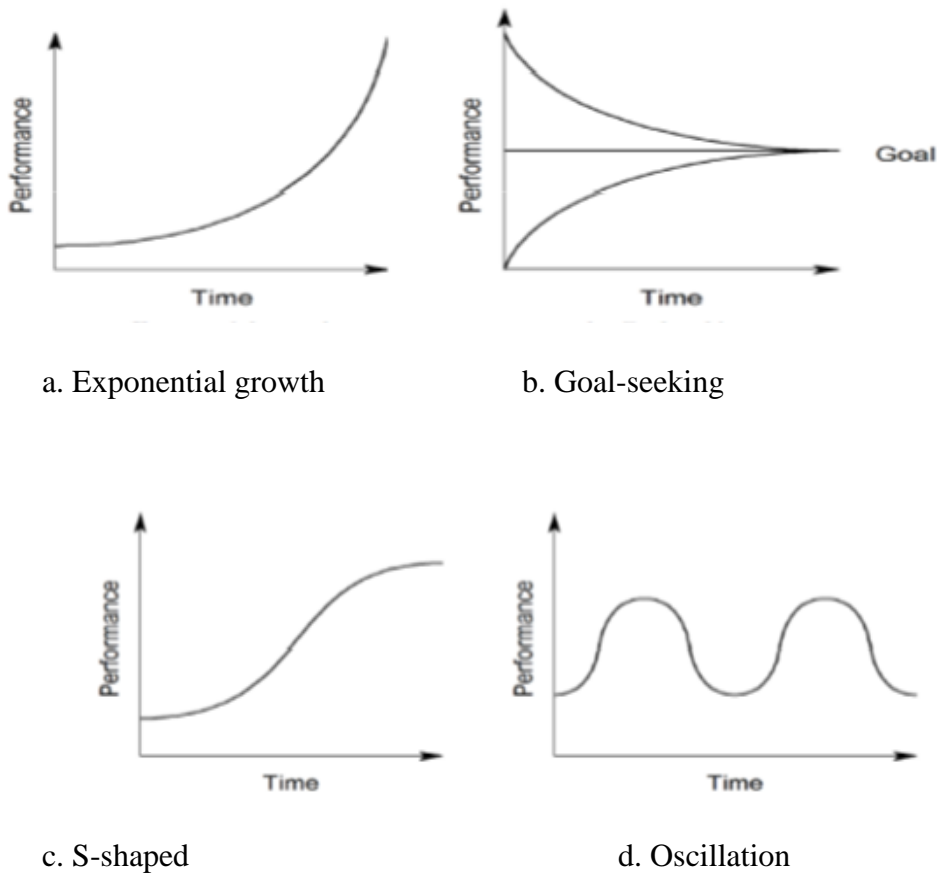 Performance
Performance
Goal
Time
Time
a. Exponential growth
b. Goal-seeking
Performance
Performance
Time
Time
c. S-shaped
d. Oscillation